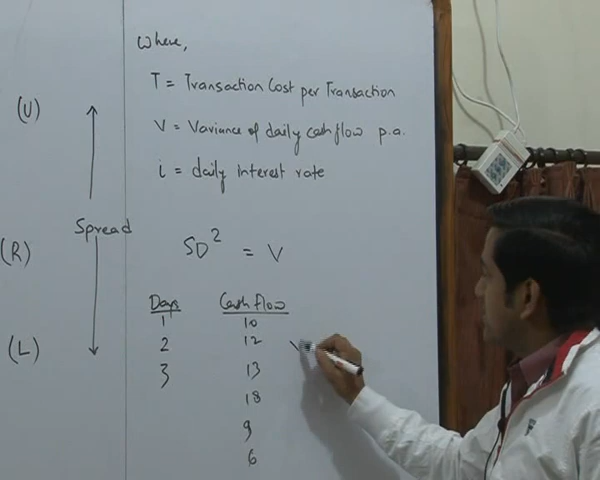 Where,
T = Transaction Cost per Transaction
(U)
V = Variance of daily cash flow p.a.
i = daily interest rate
Spread
(R)
SD² = V
Days Cash flow
1 10
(L)
2 12
3 13
18
9
6